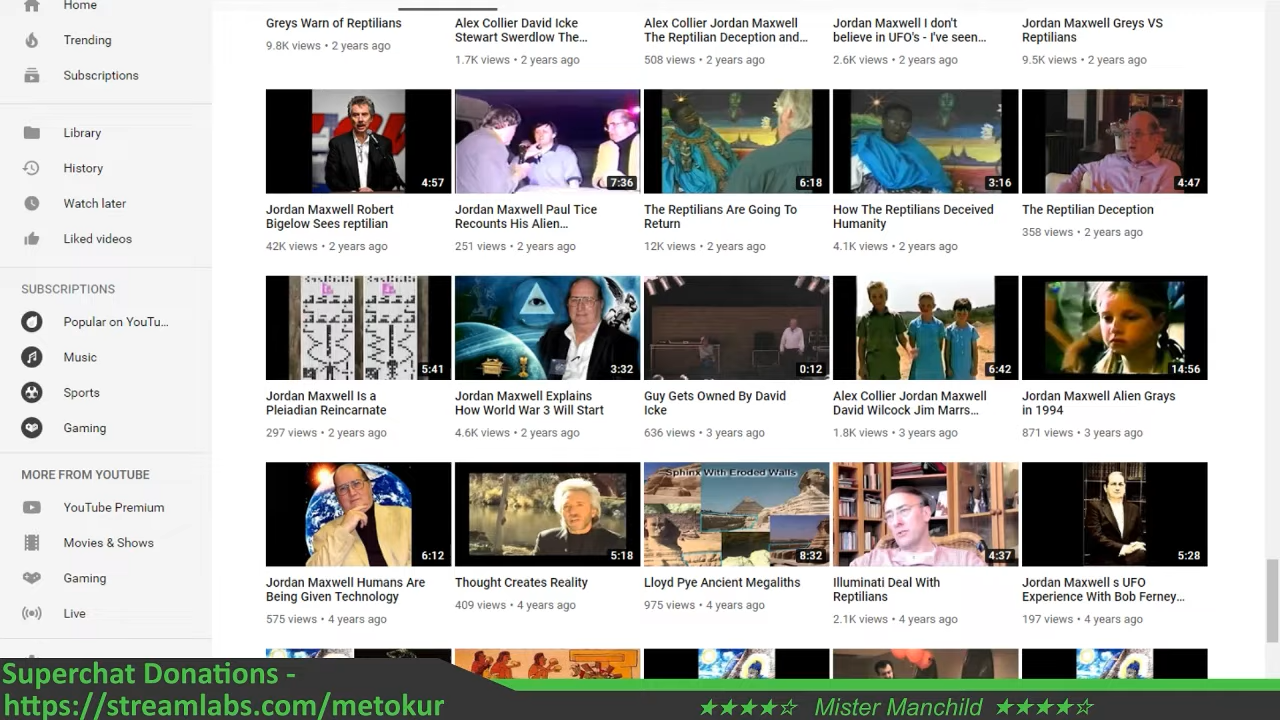 Home
Trending
Subscriptions
Library
History
Watch later
Liked videos
SUBSCRIPTIONS
Popular on YouTu...
Music
Sports
Gaming
MORE FROM YOUTUBE
YouTube Premium
Movies & Shows
Gaming
Live
Greys Warn of Reptilians
9.8K views • 2 years ago
Alex Collier David Icke
Stewart Swerdlow The...
1.7K views • 2 years ago
Alex Collier Jordan Maxwell
The Reptilian Deception and...
508 views • 2 years ago
Jordan Maxwell I don't
believe in UFO's - I've seen...
2.6K views • 2 years ago
Jordan Maxwell Greys VS
Reptilians
9.5K views • 2 years ago
4:57
Jordan Maxwell Robert
Bigelow Sees reptilian
42K views • 2 years ago
7:36
Jordan Maxwell Paul Tice
Recounts His Alien...
251 views • 2 years ago
6:18
The Reptilians Are Going To
Return
12K views • 2 years ago
3:16
How The Reptilians Deceived
Humanity
4.1K views • 2 years ago
4:47
The Reptilian Deception
358 views • 2 years ago
5:41
Jordan Maxwell Is a
Pleiadian Reincarnate
297 views • 2 years ago
3:32
Jordan Maxwell Explains
How World War 3 Will Start
4.6K views • 2 years ago
0:12
Guy Gets Owned By David
Icke
636 views • 3 years ago
6:42
Alex Collier Jordan Maxwell
David Wilcock Jim Marrs...
1.8K views • 3 years ago
14:56
Jordan Maxwell Alien Grays
in 1994
871 views • 3 years ago
6:12
Jordan Maxwell Humans Are
Being Given Technology
575 views • 4 years ago
5:18
Thought Creates Reality
409 views • 4 years ago
Sphinx With Eroded Walls
8:32
Lloyd Pye Ancient Megaliths
975 views • 4 years ago
4:37
Illuminati Deal With
Reptilians
2.1K views • 4 years ago
5:28
Jordan Maxwell s UFO
Experience With Bob Ferney...
197 views • 4 years ago
Superchat Donations -
https://streamlabs.com/metokur
★★★★☆ Mister Manchild ★★★★☆